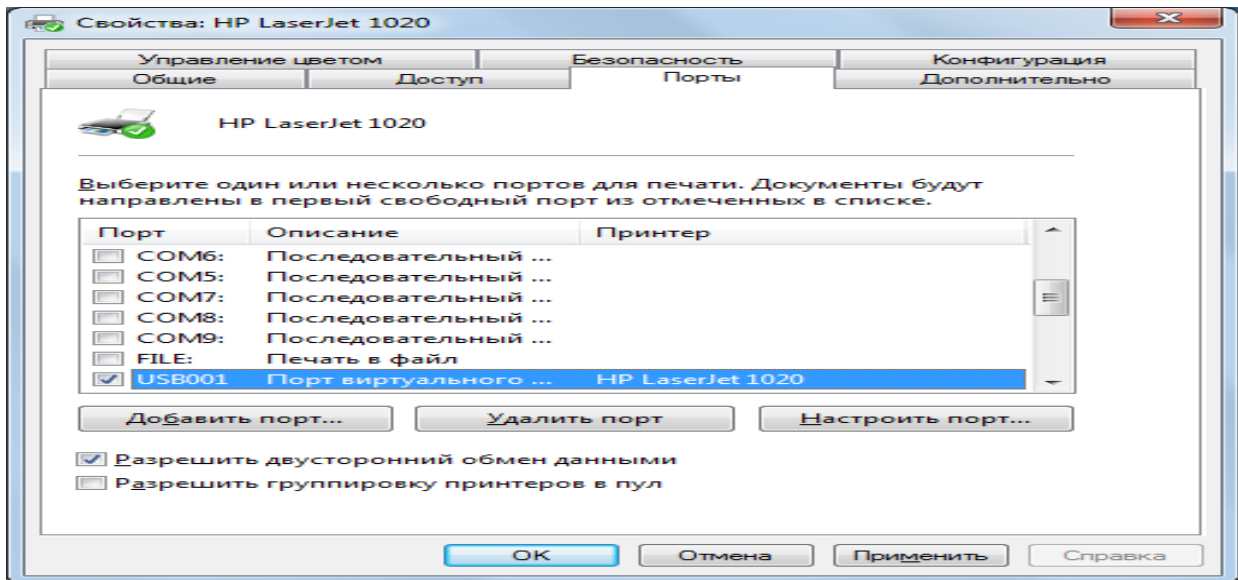 Свойства: HP LaserJet 1020
Управление цветом Безопасность Конфигурация
Общие Доступ Порты Дополнительно
HP LaserJet 1020
Выберите один или несколько портов для печати. Документы будут
направлены в первый свободный порт из отмеченных в списке.
Порт Описание Принтер
COM6: Последовательный ...
COM5: Последовательный ...
COM7: Последовательный ...
COM8: Последовательный ...
COM9: Последовательный ...
FILE: Печать в файл
USB001 Порт виртуального ... HP LaserJet 1020
Добавить порт... Удалить порт Настроить порт...
Разрешить двусторонний обмен данными
Разрешить группировку принтеров в пул
OK Отмена Применить Справка